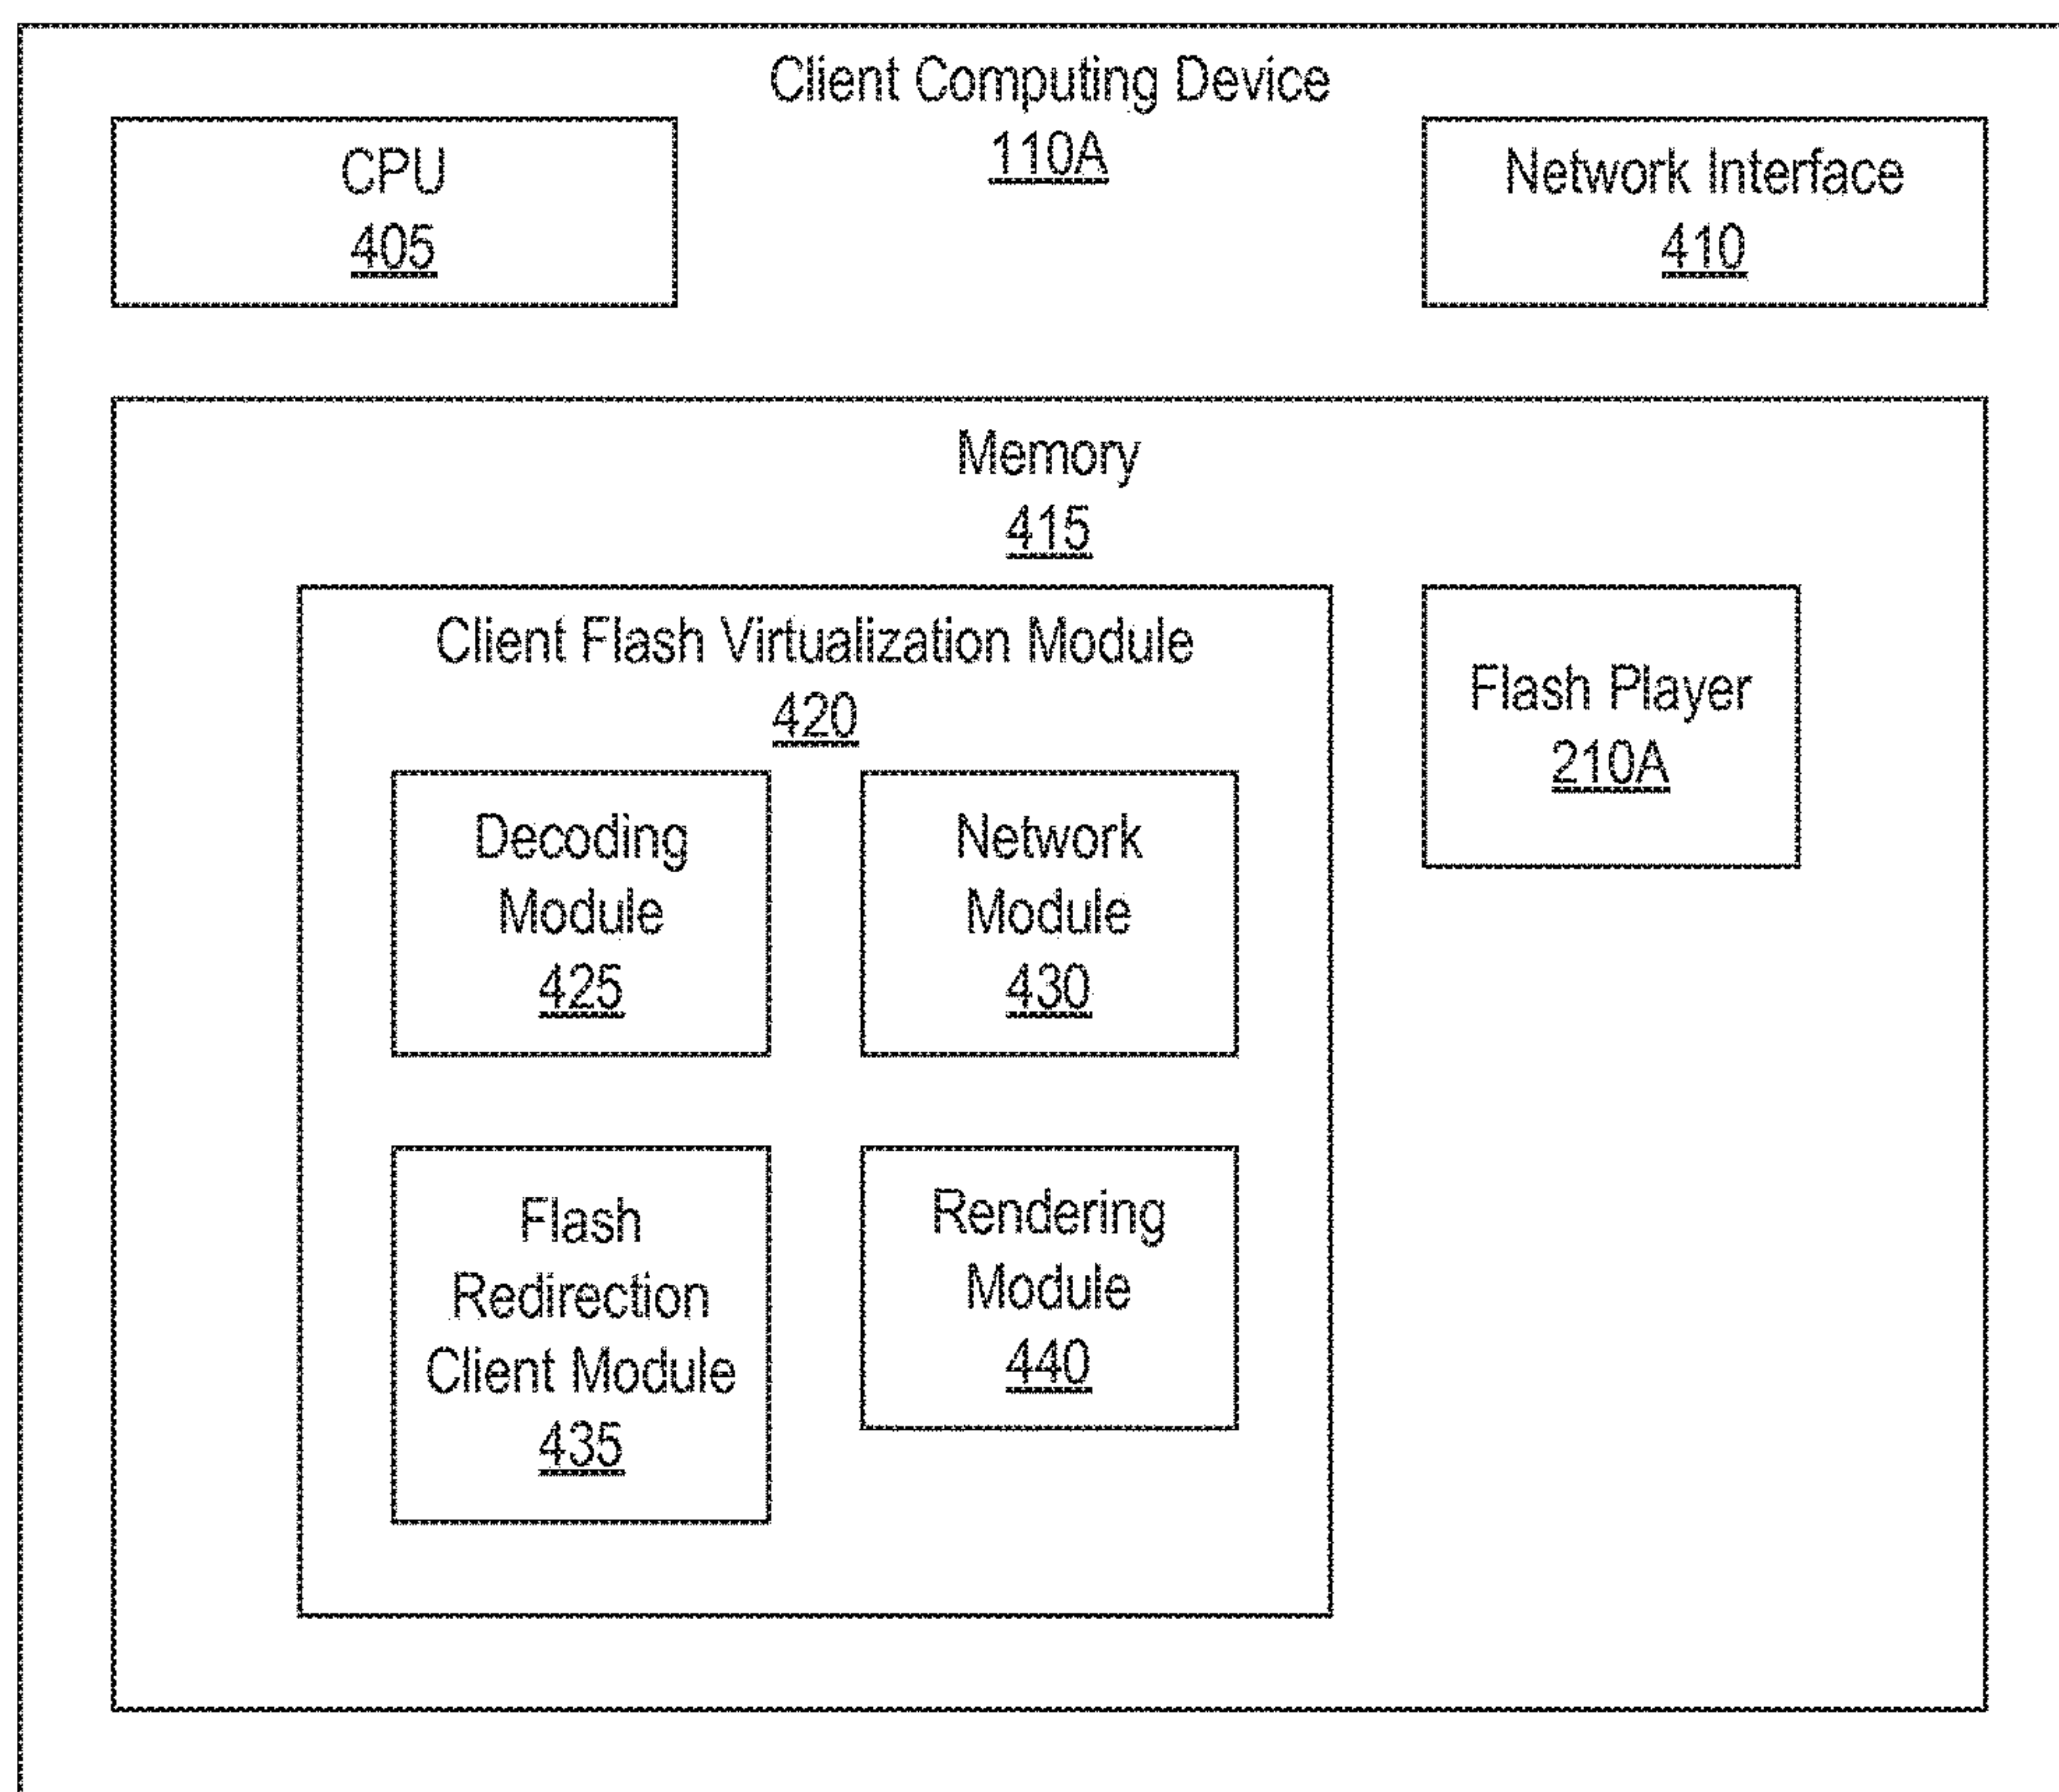 Client Computing Device
110A
CPU
405
Network Interface
410
Memory
415
Client Flash Virtualization Module
420
Flash Player
210A
Decoding
Module
425
Network
Module
430
Flash
Redirection
Client Module
435
Rendering
Module
440